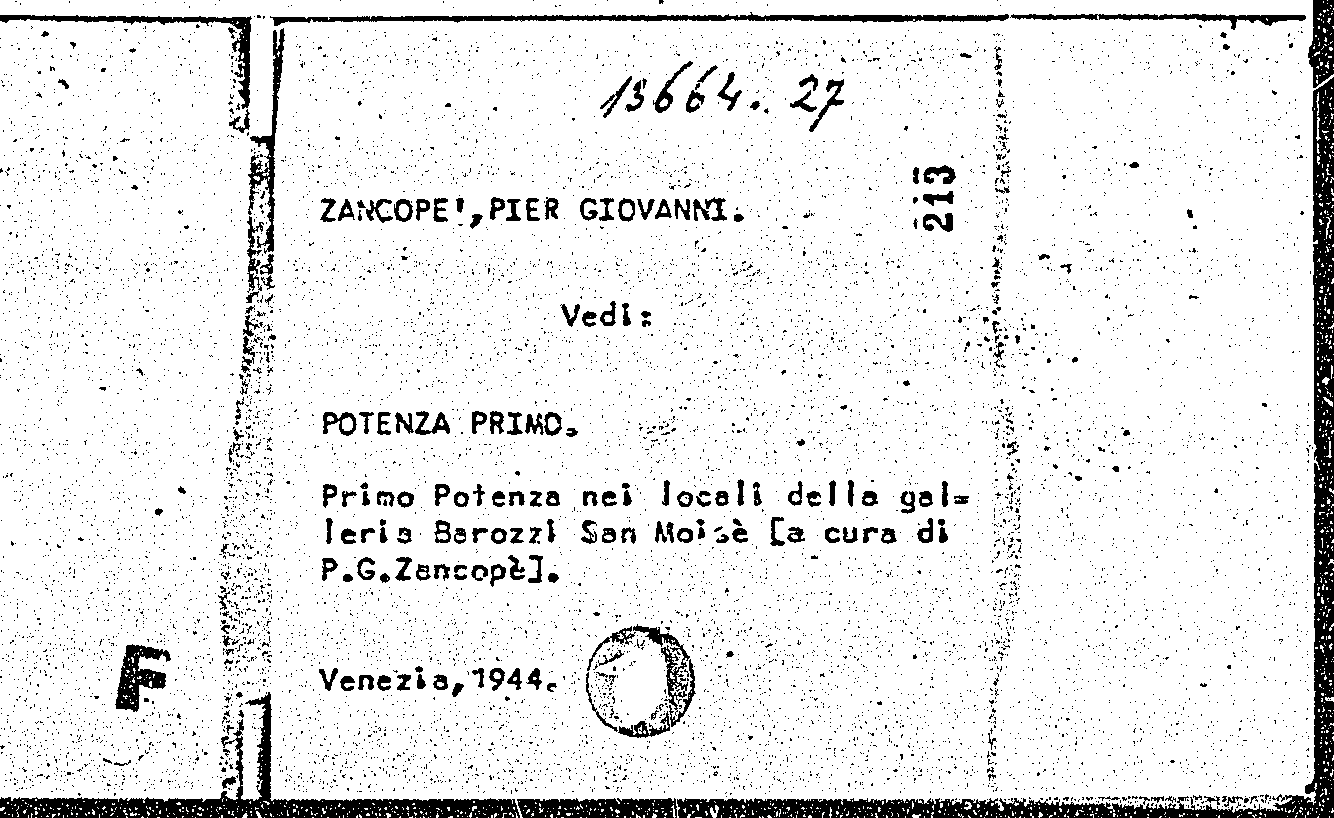 13664. 27
213
ZANCOPE',PIER GIOVANNI.
Vedi:
POTENZA PRIMO.
Primo Potenza nei locali della gal=
leria Barozzi San Moisè [a cura di
P.G.Zancopè].
Venezia,1944.
F